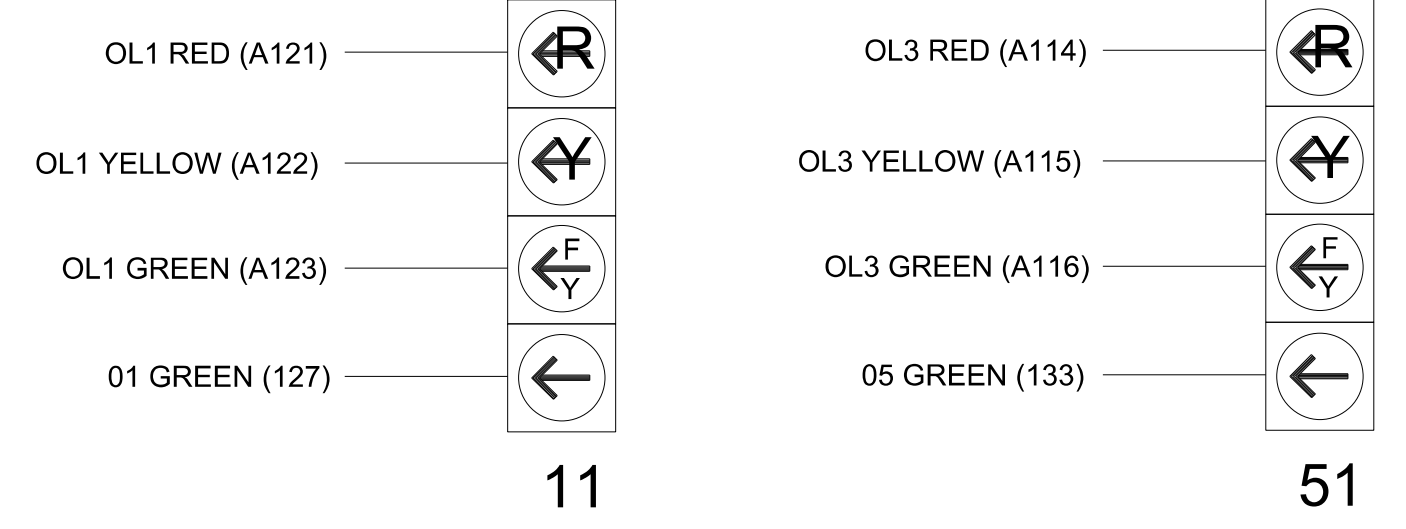 OL1 RED (A121)
R
OL1 YELLOW (A122)
Y
OL1 GREEN (A123)
F
Y
01 GREEN (127)
11
OL3 RED (A114)
R
OL3 YELLOW (A115)
Y
OL3 GREEN (A116)
F
Y
05 GREEN (133)
51